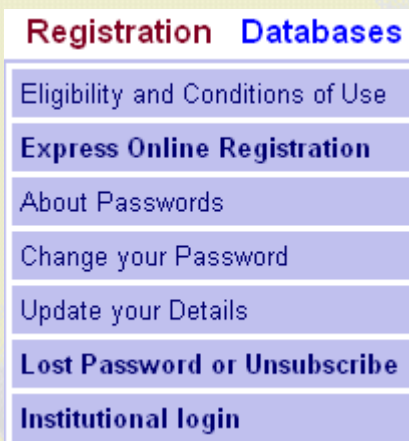 Registration Databases
Eligibility and Conditions of Use
Express Online Registration
About Passwords
Change your Password
Update your Details
Lost Password or Unsubscribe
Institutional login